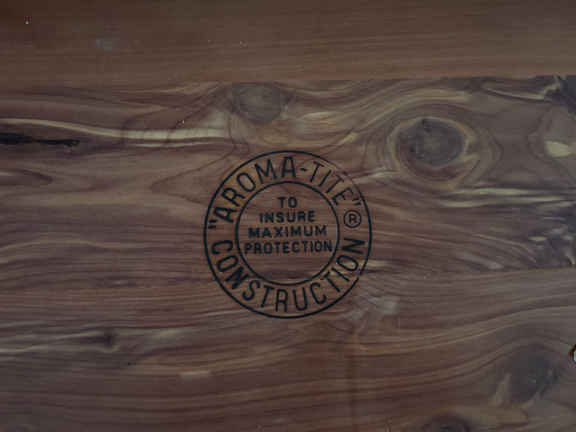 "AROMA-TITE" ®
TO
INSURE
MAXIMUM
PROTECTION
CONSTRUCTION